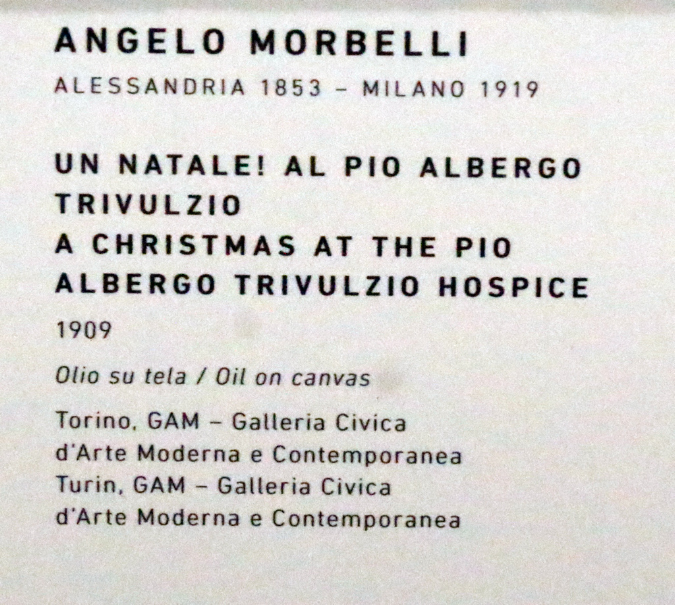 ANGELO MORBELLI
ALESSANDRIA 1853 – MILANO 1919
UN NATALE! AL PIO ALBERGO
TRIVULZIO
A CHRISTMAS AT THE PIO
ALBERGO TRIVULZIO HOSPICE
1909
Olio su tela / Oil on canvas
Torino, GAM – Galleria Civica
d'Arte Moderna e Contemporanea
Turin, GAM – Galleria Civica
d'Arte Moderna e Contemporanea